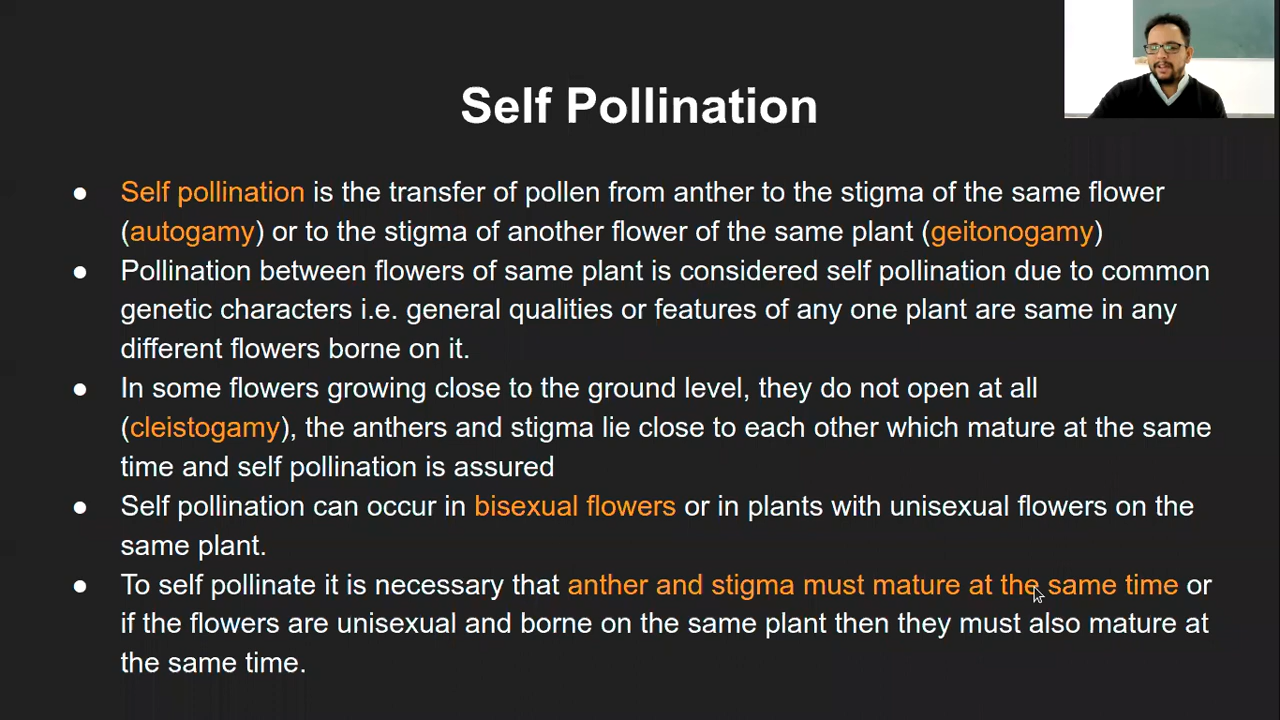 Self Pollination
● Self pollination is the transfer of pollen from anther to the stigma of the same flower
(autogamy) or to the stigma of another flower of the same plant (geitonogamy)
● Pollination between flowers of same plant is considered self pollination due to common
genetic characters i.e. general qualities or features of any one plant are same in any
different flowers borne on it.
● In some flowers growing close to the ground level, they do not open at all
(cleistogamy), the anthers and stigma lie close to each other which mature at the same
time and self pollination is assured
● Self pollination can occur in bisexual flowers or in plants with unisexual flowers on the
same plant.
● To self pollinate it is necessary that anther and stigma must mature at the same time or
if the flowers are unisexual and borne on the same plant then they must also mature at
the same time.